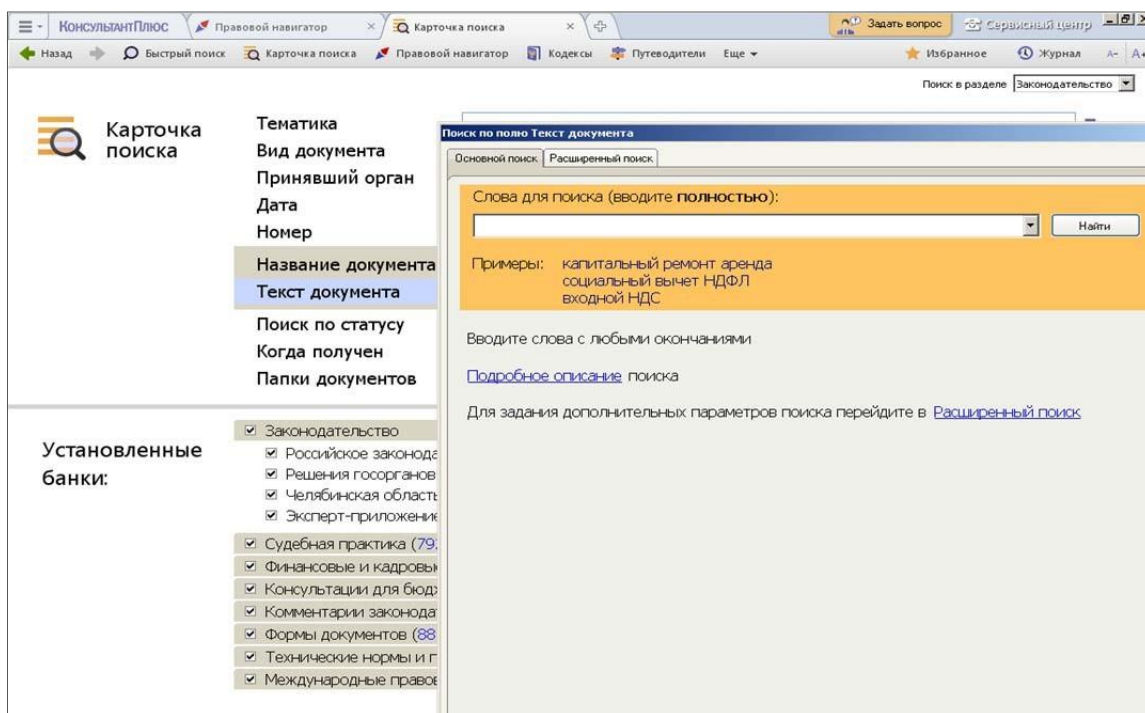 КонсультантПлюс Правовой навигатор × Карточка поиска × Задать вопрос Сервисный центр
Назад Быстрый поиск Карточка поиска Правовой навигатор Кодексы Путеводители Еще Избранное Журнал А- А+
Поиск в разделе Законодательство
Карточка поиска
Тематика
Вид документа
Принявший орган
Дата
Номер
Название документа
Текст документа
Поиск по статусу
Когда получен
Папки документов
Поиск по полю Текст документа
Основной поиск Расширенный поиск
Слова для поиска (вводите полностью):
Найти
Примеры: капитальный ремонт аренда
социальный вычет НДФЛ
входной НДС
Вводите слова с любыми окончаниями
Подробное описание поиска
Для задания дополнительных параметров поиска перейдите в Расширенный поиск
Установленные
банки:
Законодательство
Российское законода
Решения госорганов
Челябинская область
Эксперт-приложение
Судебная практика (79
Финансовые и кадровы
Консультации для бюд
Комментарии законода
Формы документов (88
Технические нормы и п
Международные правов